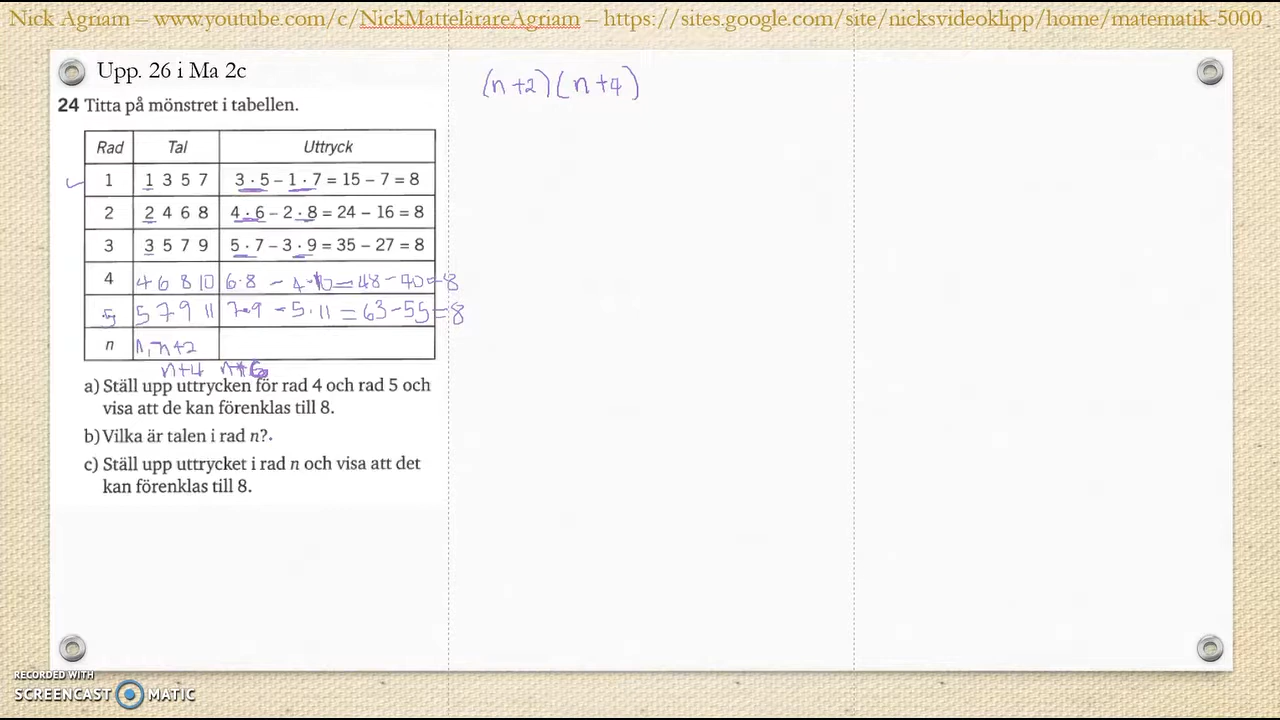 Nick Agriam – www.youtube.com/c/NickMattelärareAgriam – https://sites.google.com/site/nicksvideoklipp/home/matematik-5000
Upp. 26 i Ma 2c
(n+2)(n+4)
24 Titta på mönstret i tabellen.
Rad Tal Uttryck
1 1 3 5 7 3 · 5 – 1 · 7 = 15 – 7 = 8
2 2 4 6 8 4 · 6 – 2 · 8 = 24 – 16 = 8
3 3 5 7 9 5 · 7 – 3 · 9 = 35 – 27 = 8
4 4 6 8 10 6·8 – 4·10 = 48 – 40 = 8
5 5 7 9 11 7·9 – 5·11 = 63 – 55 = 8
n n, n+2
n+4 n+6
a) Ställ upp uttrycken för rad 4 och rad 5 och
visa att de kan förenklas till 8.
b) Vilka är talen i rad n?.
c) Ställ upp uttrycket i rad n och visa att det
kan förenklas till 8.
RECORDED WITH
SCREENCAST MATIC